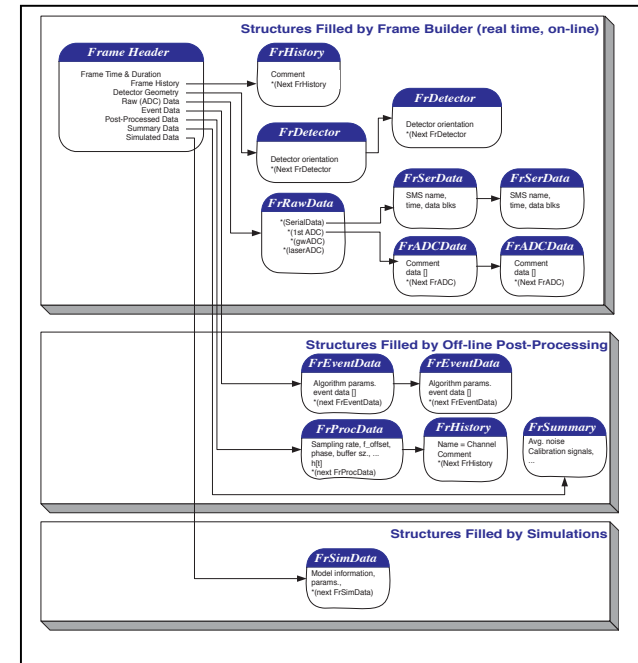 Structures Filled by Frame Builder (real time, on-line)
Frame Header
Frame Time & Duration
Frame History
Detector Geometry
Raw (ADC) Data
Event Data
Post-Processed Data
Summary Data
Simulated Data
FrHistory
Comment
*(Next FrHistory
FrDetector
Detector orientation
*(Next FrDetector
FrDetector
Detector orientation
*(Next FrDetector
FrRawData
*(SerialData)
*(1st ADC)
*(gwADC)
*(laserADC)
FrSerData
SMS name,
time, data blks
FrSerData
SMS name,
time, data blks
FrADCData
Comment
data []
*(Next FrADC)
FrADCData
Comment
data []
*(Next FrADC)
Structures Filled by Off-line Post-Processing
FrEventData
Algorithm params.
event data []
*(next FrEventData)
FrEventData
Algorithm params.
event data []
*(next FrEventData)
FrProcData
Sampling rate, f_offset,
phase, buffer sz., ...
h[t]
*(next FrProcData)
FrHistory
Name = Channel
Comment
*(Next FrHistory
FrSummary
Avg. noise
Calibration signals,
...
Structures Filled by Simulations
FrSimData
Model information,
params.,
*(next FrSimData)